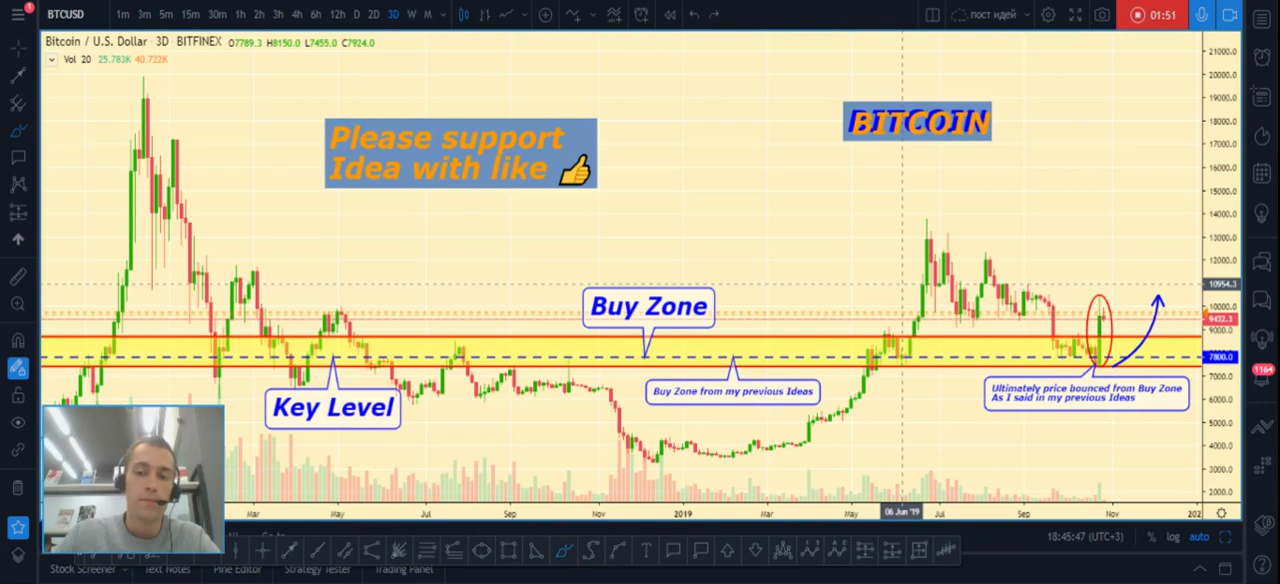 BTCUSD
1m 3m 5m 15m 30m 1h 2h 3h 4h 6h 12h D 2D 3D W M
пост идей
01:51
Bitcoin / U.S. Dollar · 3D · BITFINEX O7789.3 H8150.0 L7455.0 C7924.0
Vol 20 25.783K 40.722K
21000.0
20000.0
19000.0
18000.0
17000.0
16000.0
15000.0
14000.0
13000.0
12000.0
10954.3
10000.0
9432.3
9000.0
7800.0
7000.0
6000.0
5000.0
4000.0
3000.0
2000.0
BITCOIN
Please support
Idea with like
Buy Zone
Buy Zone from my previous Ideas
Key Level
Ultimately price bounced from Buy Zone
As I said in my previous Ideas
1164
Mar May Jul Sep Nov 2019 Mar May 06 Jun '19 Jul Sep Nov 202
18:45:47 (UTC+3) % log auto
Stock Screener Text Notes Pine Editor Strategy Tester Trading Panel